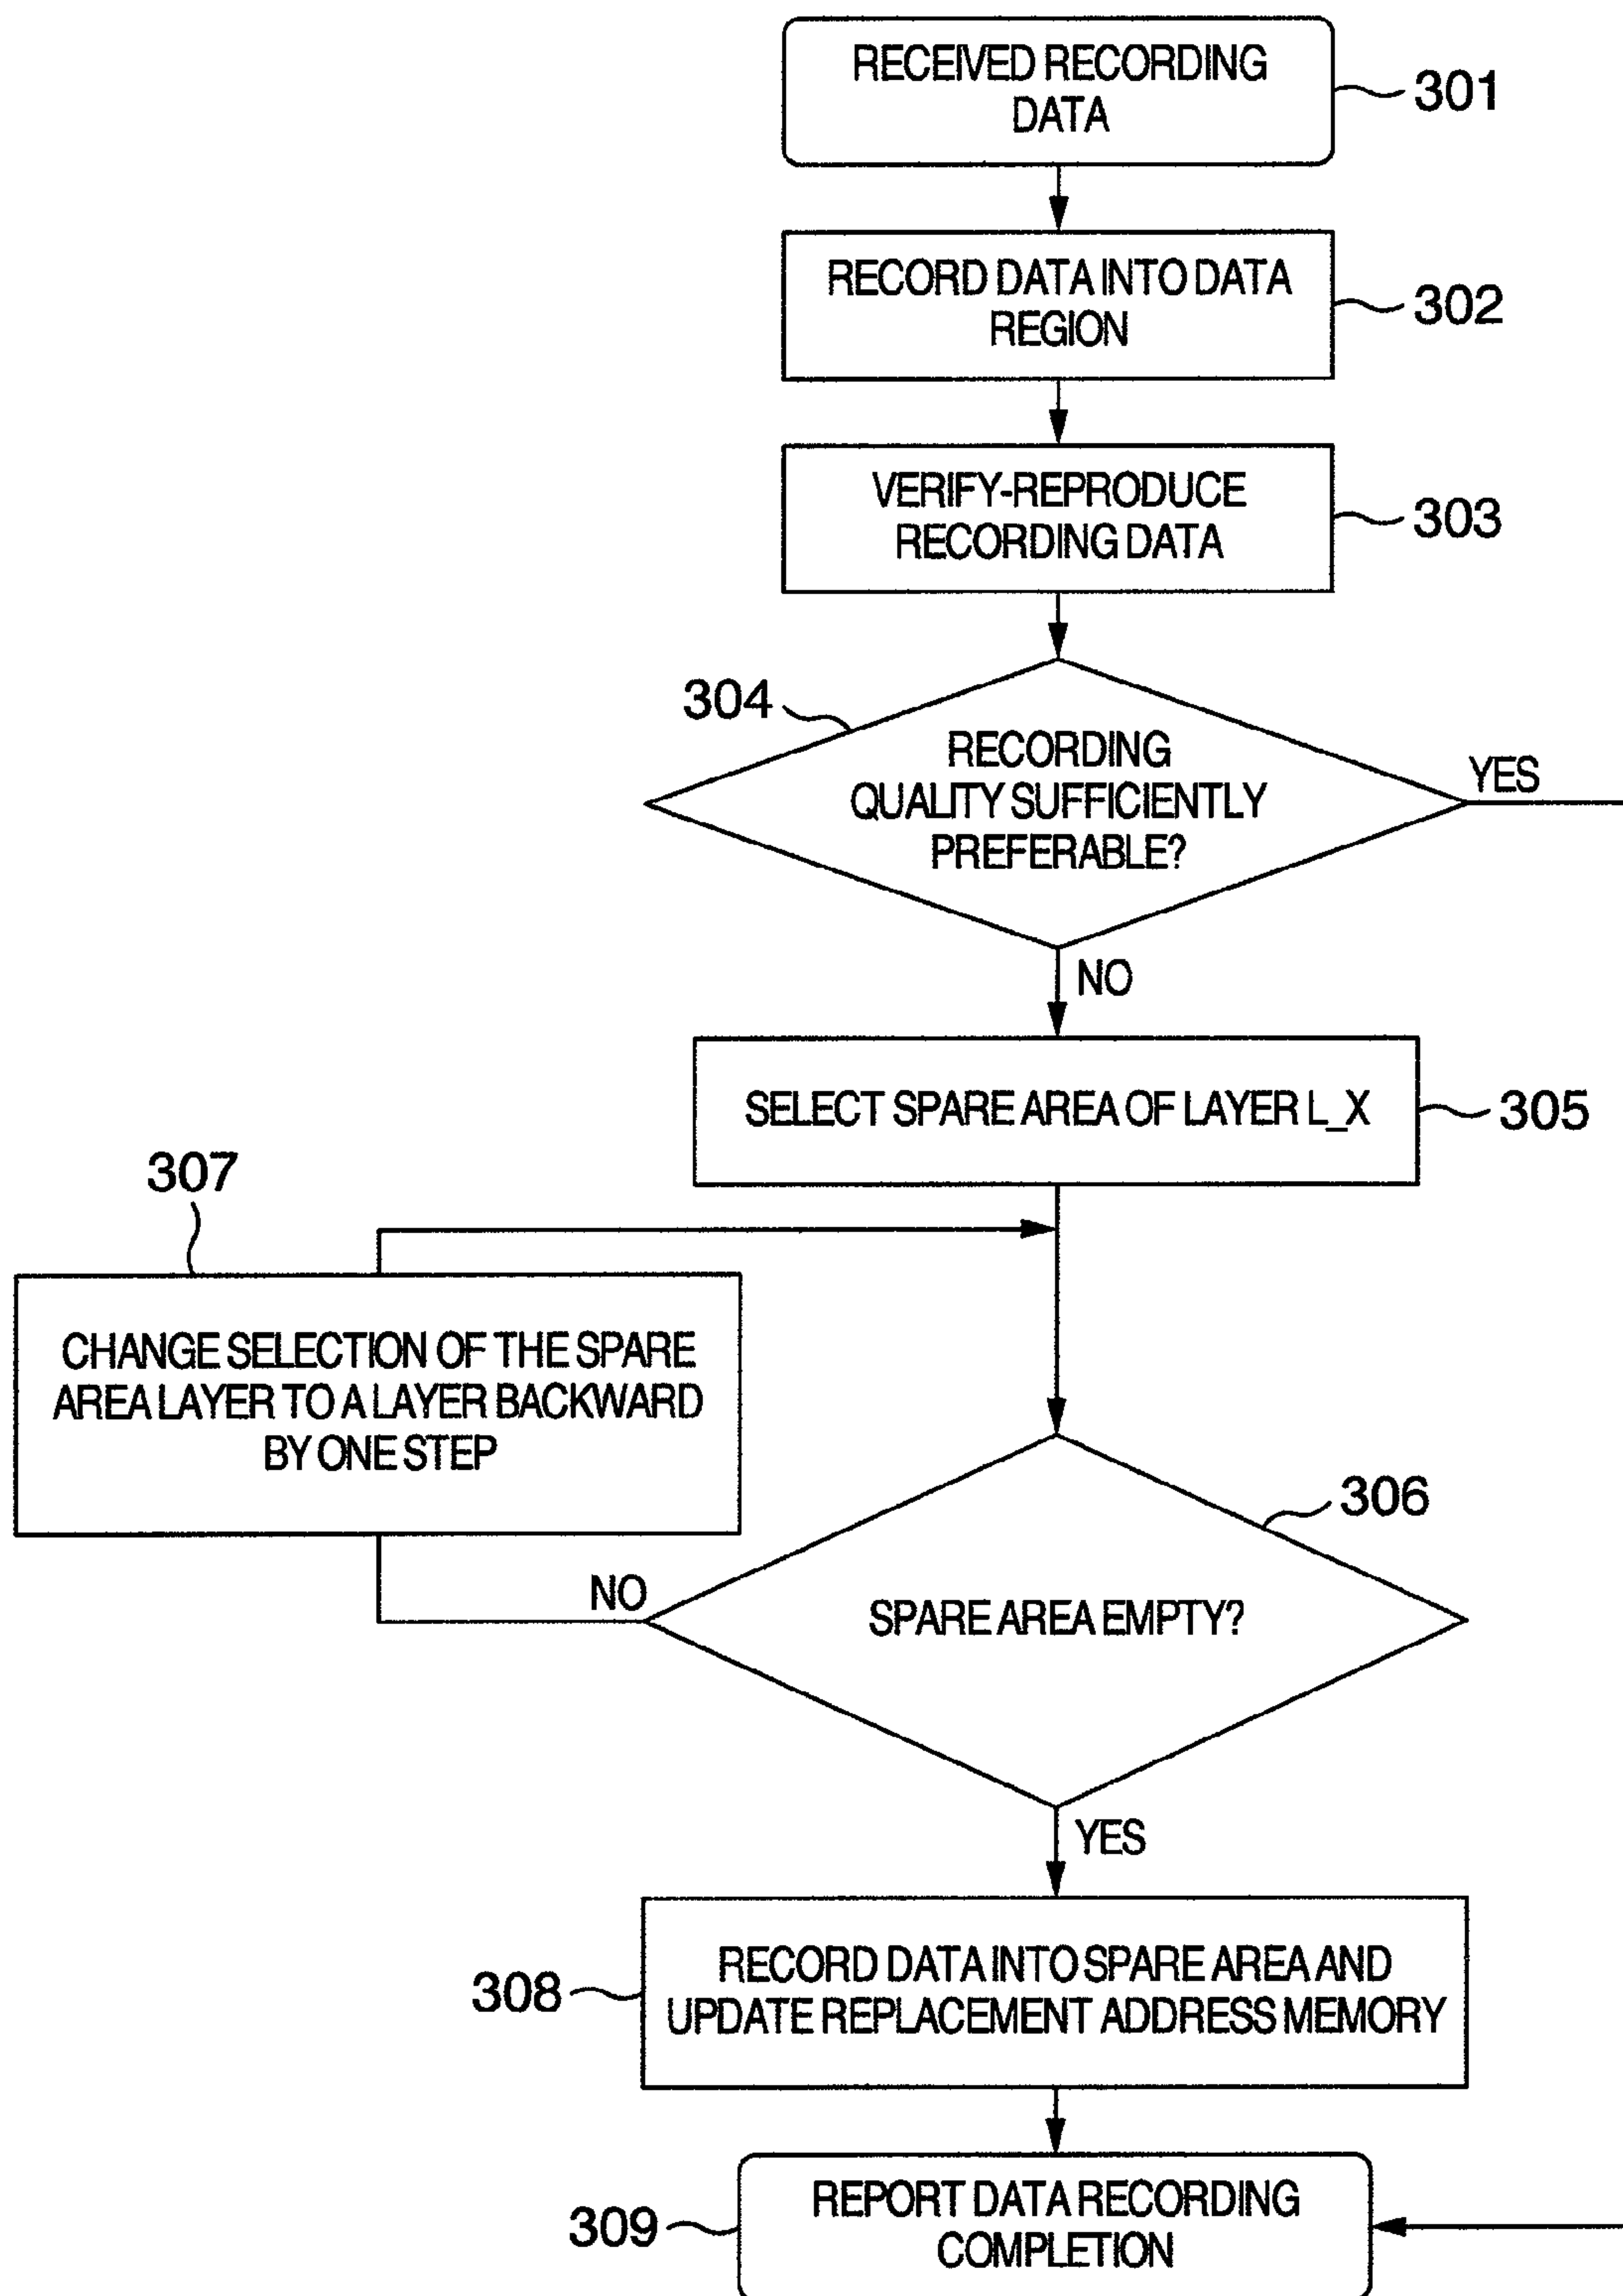 RECEIVED RECORDING
DATA
301
RECORD DATA INTO DATA
REGION
302
VERIFY-REPRODUCE
RECORDING DATA
303
304
RECORDING
QUALITY SUFFICIENTLY
PREFERABLE?
YES
NO
SELECT SPARE AREA OF LAYER L_X
305
307
CHANGE SELECTION OF THE SPARE
AREA LAYER TO A LAYER BACKWARD
BY ONE STEP
306
NO
SPARE AREA EMPTY?
YES
308
RECORD DATA INTO SPARE AREA AND
UPDATE REPLACEMENT ADDRESS MEMORY
309
REPORT DATA RECORDING
COMPLETION